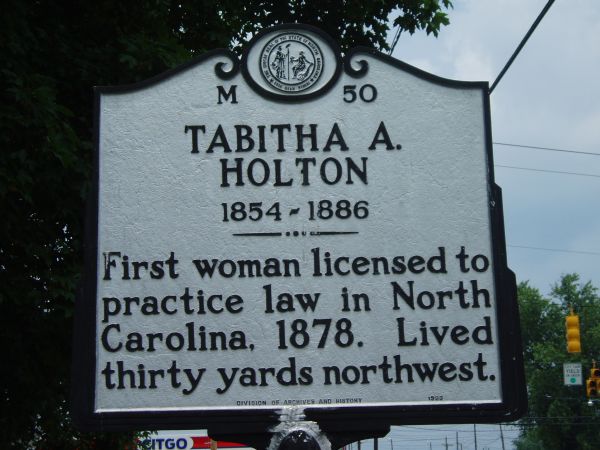 M 50
TABITHA A.
HOLTON
1854 - 1886
First woman licensed to
practice law in North
Carolina, 1878. Lived
thirty yards northwest.
DIVISION OF ARCHIVES AND HISTORY
CITGO
YIELD